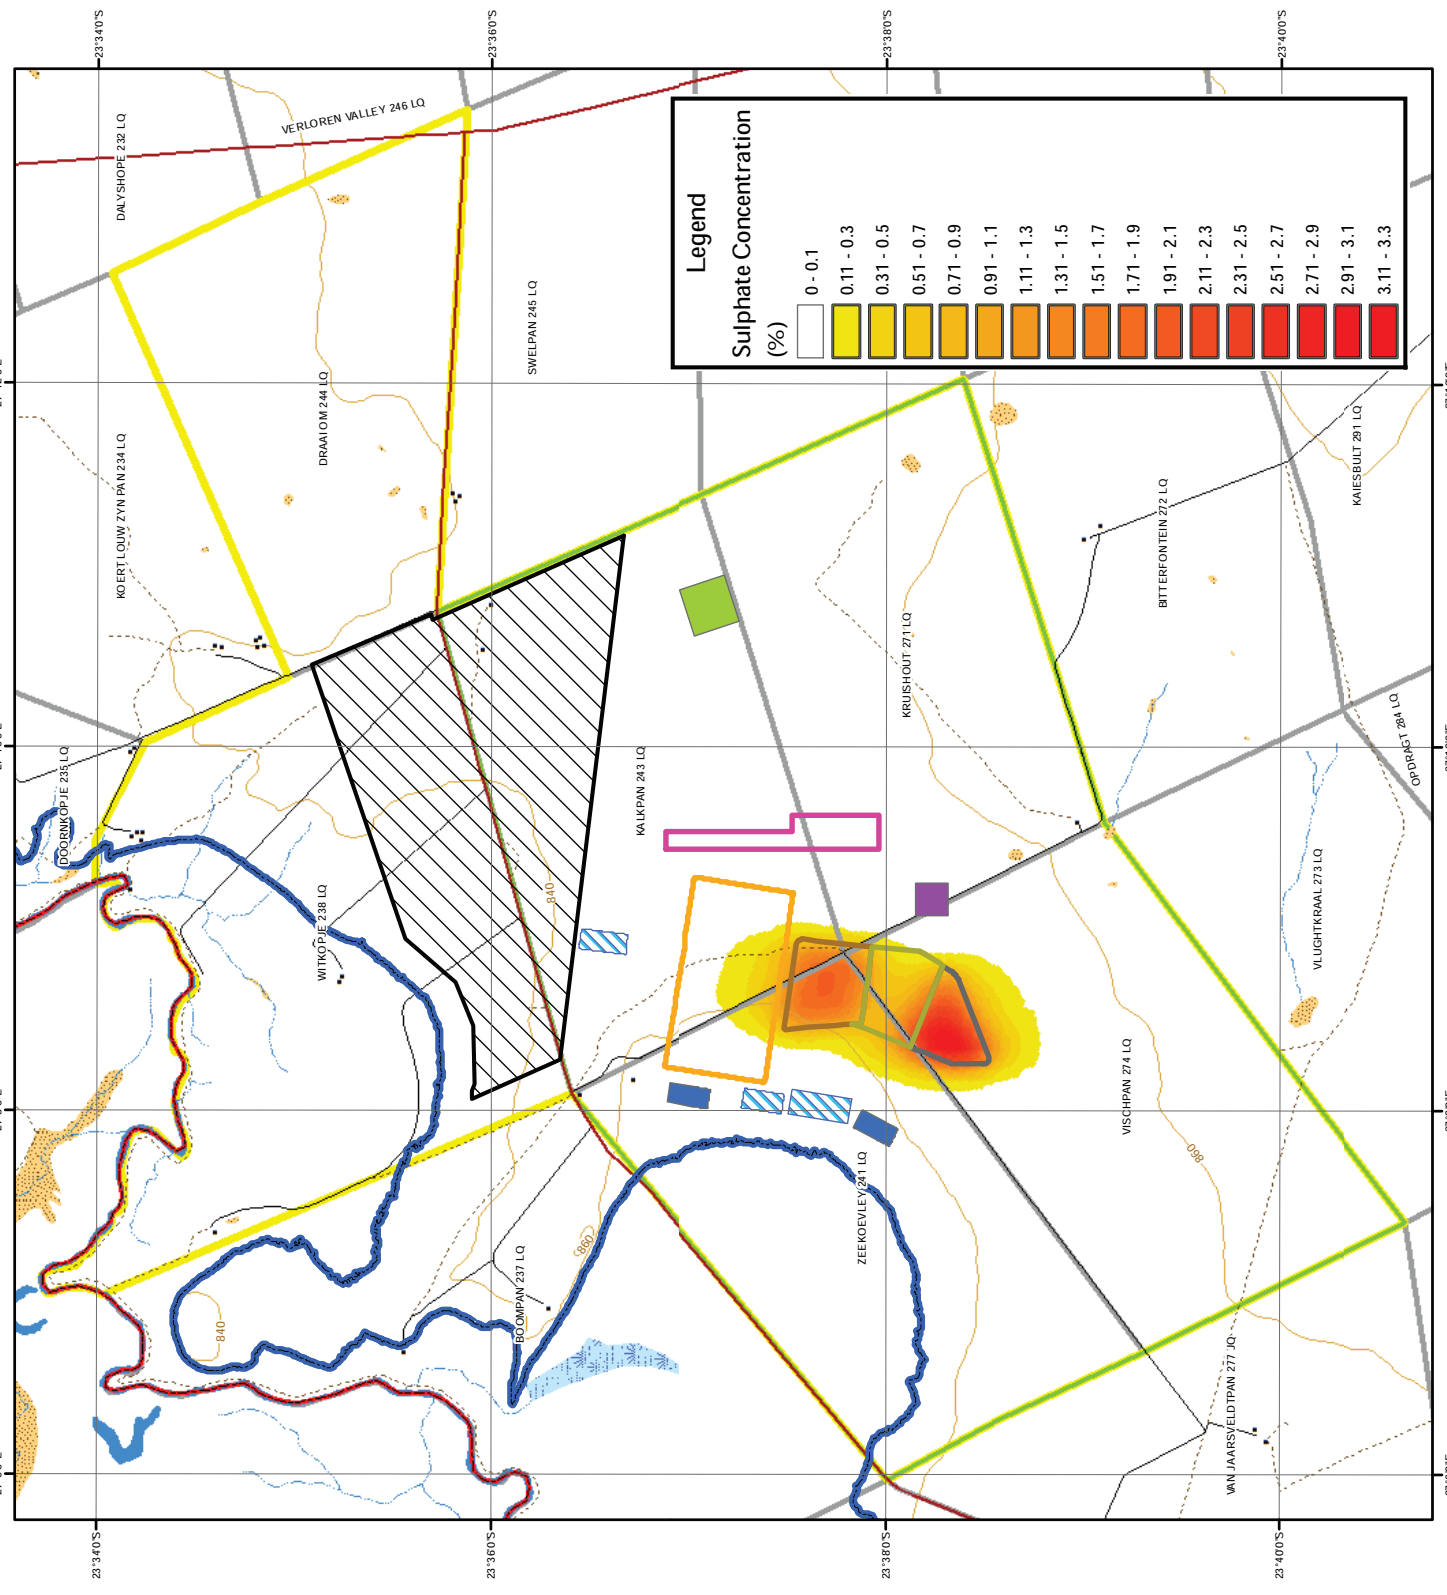 23°34'0"S
23°36'0"S
23°38'0"S
23°40'0"S
DALYSHOPE 232 LQ
VERLOREN VALLEY 246 LQ
KOERT LOUW ZYN PAN 234 LQ
DRAAIOM 244 LQ
SWELPAN 245 LQ
DOORNKOPJE 235 LQ
WITKOPJE 238 LQ
840
KALKPAN 243 LQ
KRUISHOUT 271 LQ
BITTERFONTEIN 272 LQ
KAIESBULT 291 LQ
OPDRAGT 284 LQ
VLUGHTKRAAL 273 LQ
VISCHPAN 274 LQ
860
ZEEKOEVLEY 241 LQ
860
BOOMPAN 237 LQ
840
VAN JAARSVELDTPAN 277 JQ
Legend
Sulphate Concentration
(%)
0 - 0.1
0.11 - 0.3
0.31 - 0.5
0.51 - 0.7
0.71 - 0.9
0.91 - 1.1
1.11 - 1.3
1.31 - 1.5
1.51 - 1.7
1.71 - 1.9
1.91 - 2.1
2.11 - 2.3
2.31 - 2.5
2.51 - 2.7
2.71 - 2.9
2.91 - 3.1
3.11 - 3.3
23°34'0"S
23°36'0"S
23°38'0"S
23°40'0"S